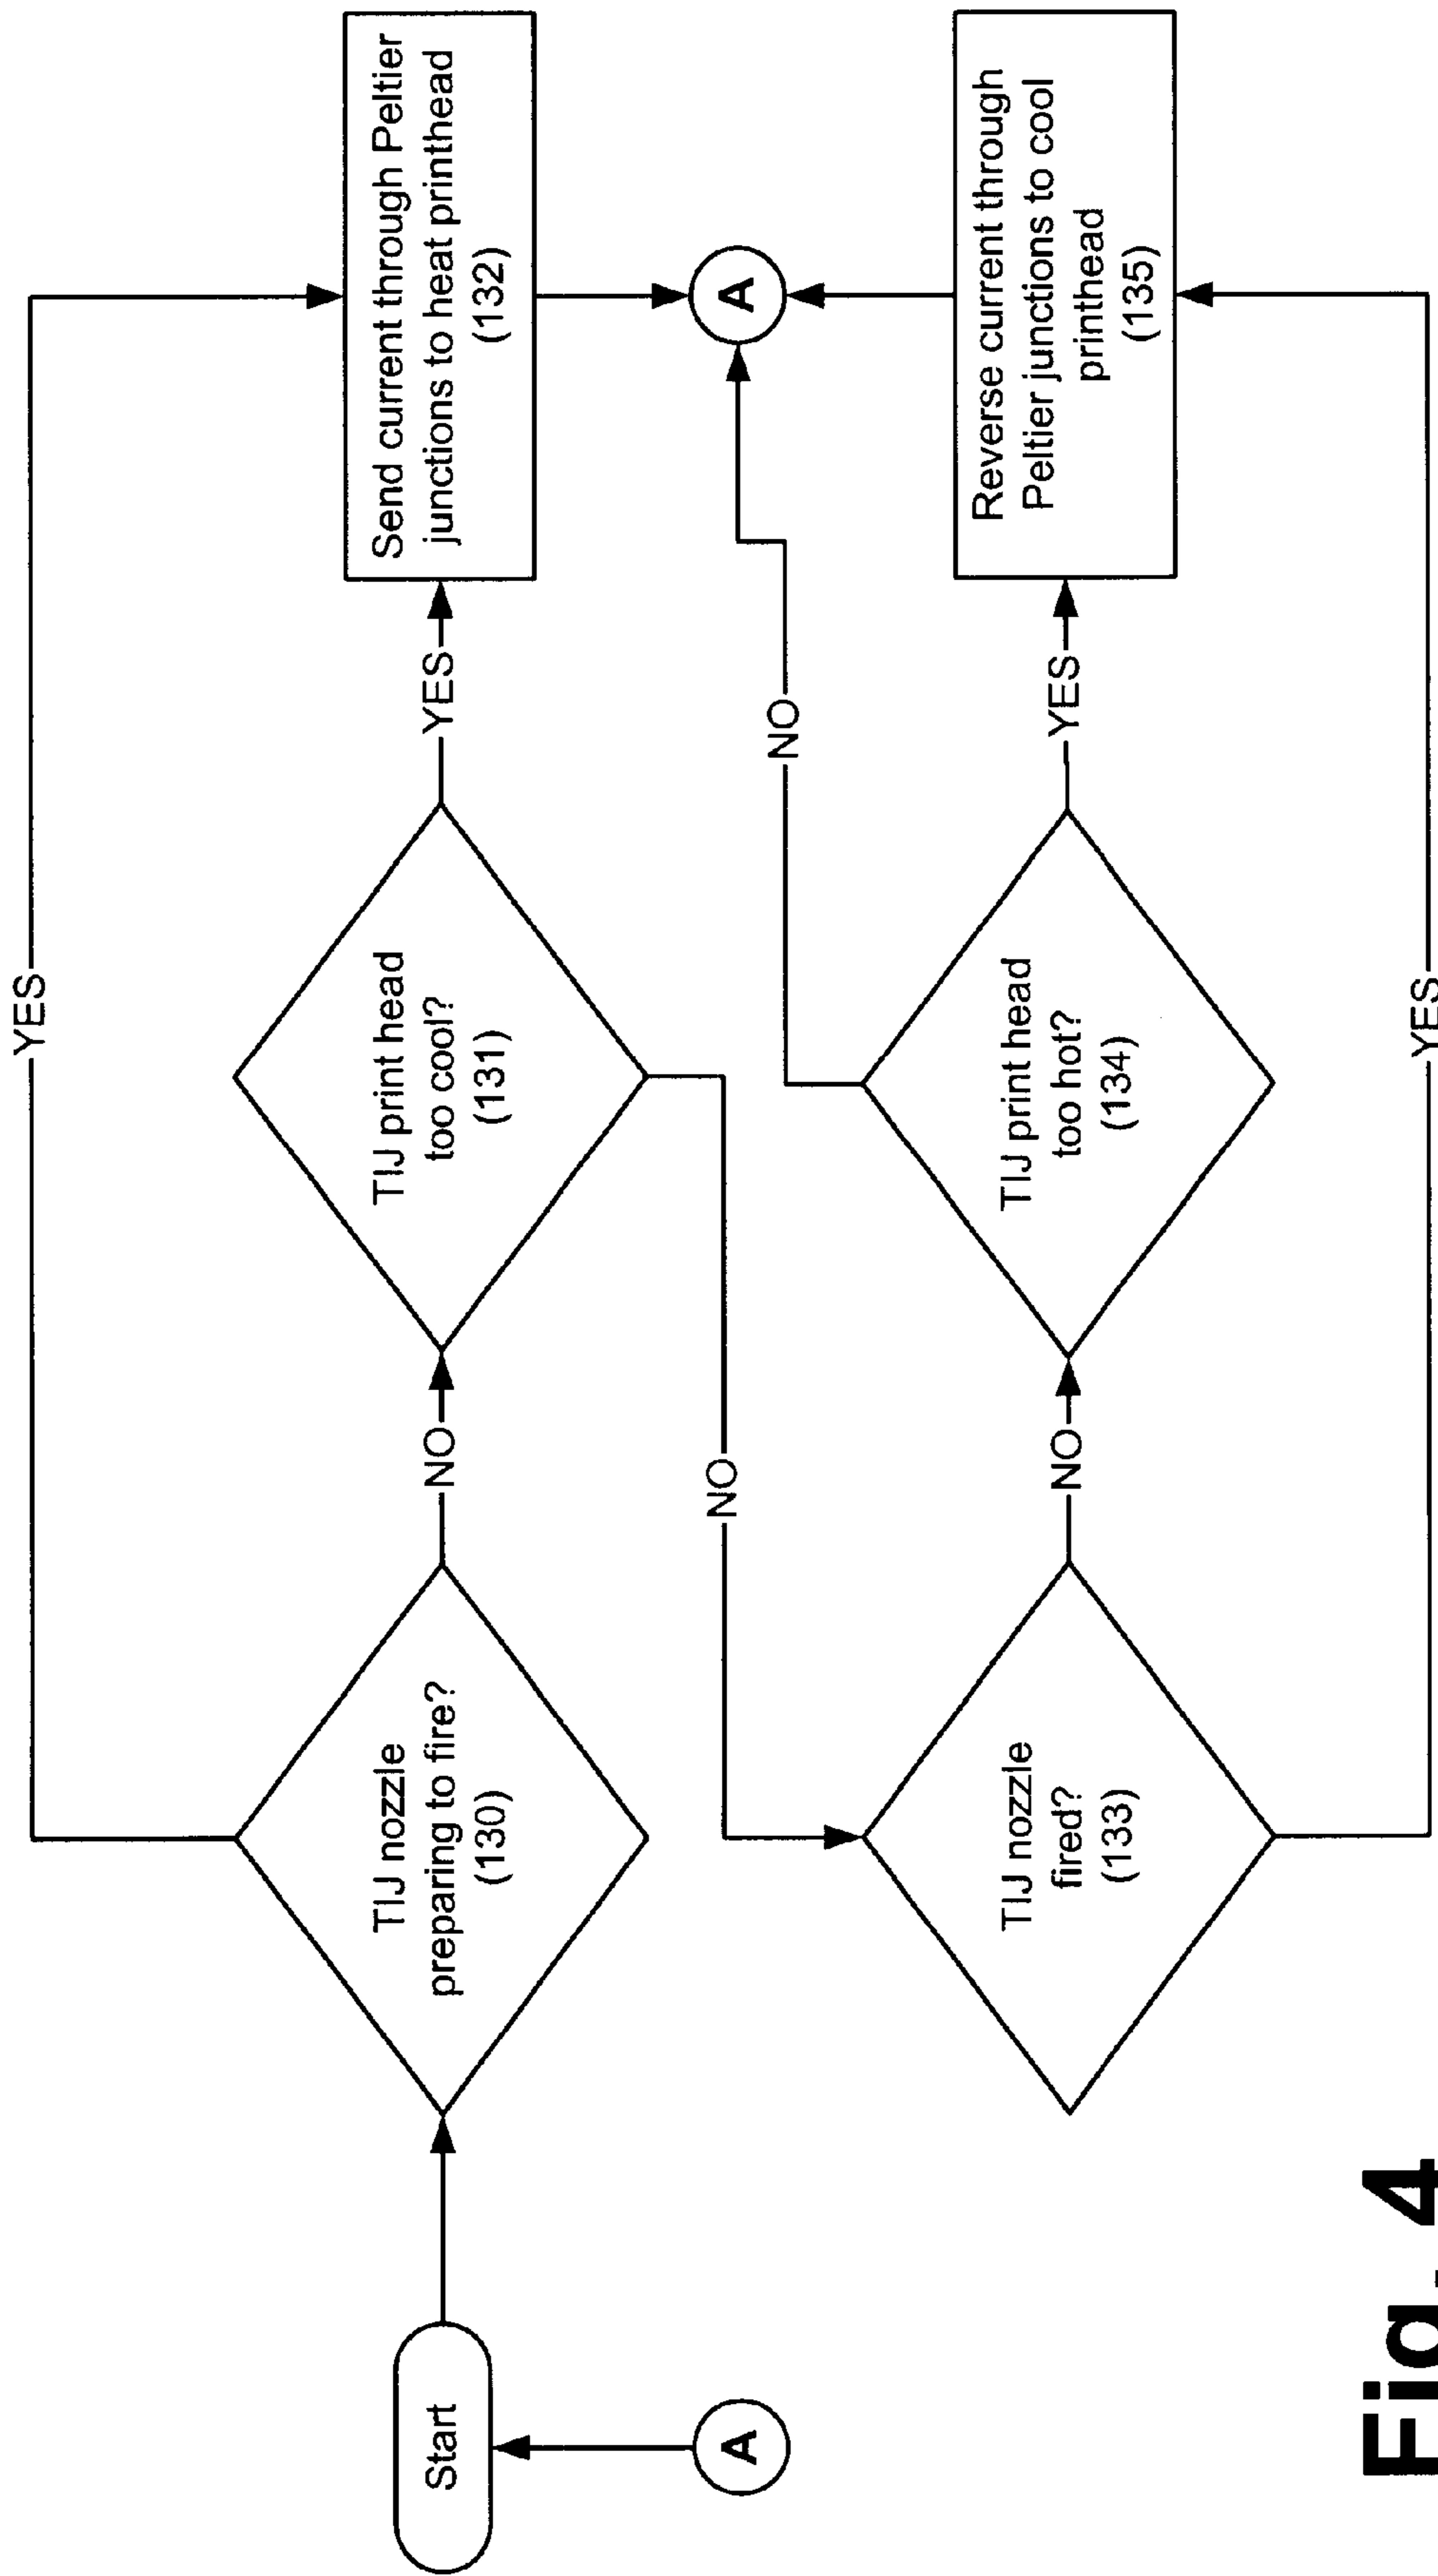 YES
Start
A
TIJ nozzle
preparing to fire?
(130)
NO
TIJ print head
too cool?
(131)
YES
Send current through Peltier
junctions to heat printhead
(132)
NO
NO
A
TIJ nozzle
fired?
(133)
NO
TIJ print head
too hot?
(134)
YES
Reverse current through
Peltier junctions to cool
printhead
(135)
YES
Fig. 4